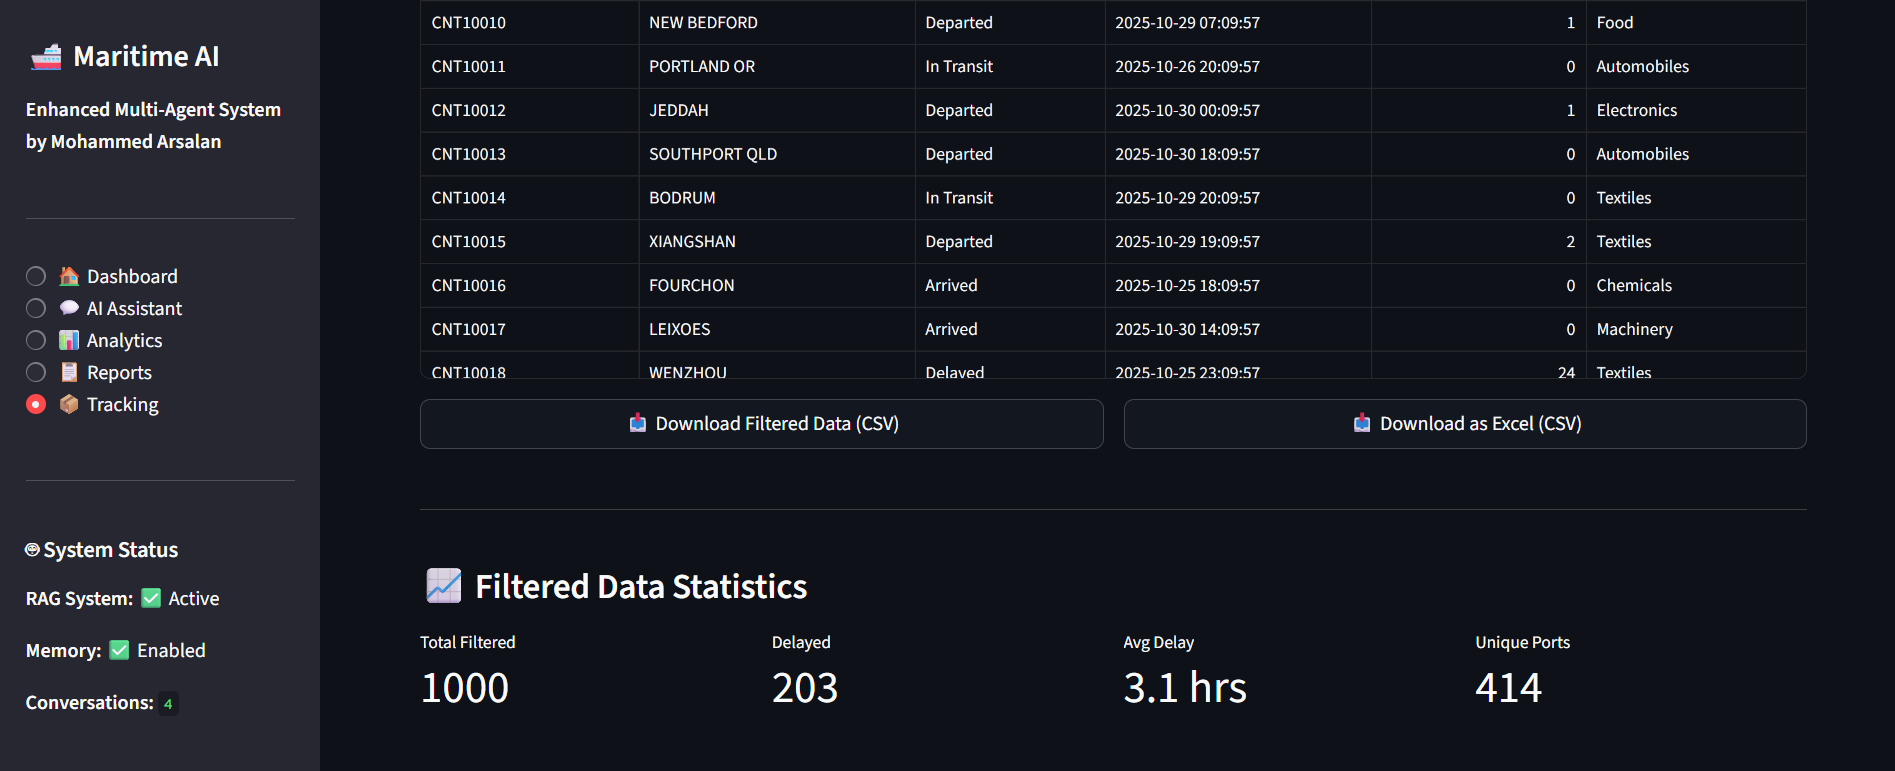 Maritime AI
Enhanced Multi-Agent System
by Mohammed Arsalan
Dashboard
AI Assistant
Analytics
Reports
Tracking
System Status
RAG System: ✅ Active
Memory: ✅ Enabled
Conversations: 4
CNT10010 NEW BEDFORD Departed 2025-10-29 07:09:57 1 Food
CNT10011 PORTLAND OR In Transit 2025-10-26 20:09:57 0 Automobiles
CNT10012 JEDDAH Departed 2025-10-30 00:09:57 1 Electronics
CNT10013 SOUTHPORT QLD Departed 2025-10-30 18:09:57 0 Automobiles
CNT10014 BODRUM In Transit 2025-10-29 20:09:57 0 Textiles
CNT10015 XIANGSHAN Departed 2025-10-29 19:09:57 2 Textiles
CNT10016 FOURCHON Arrived 2025-10-25 18:09:57 0 Chemicals
CNT10017 LEIXOES Arrived 2025-10-30 14:09:57 0 Machinery
CNT10018 WENZHOU Delayed 2025-10-25 23:09:57 24 Textiles
Download Filtered Data (CSV)
Download as Excel (CSV)
Filtered Data Statistics
Total Filtered
1000
Delayed
203
Avg Delay
3.1 hrs
Unique Ports
414